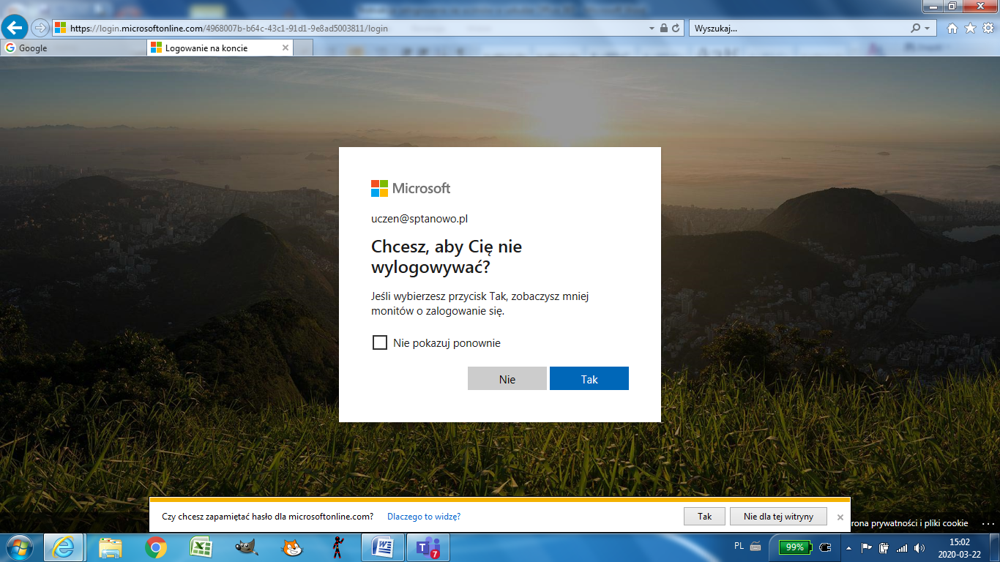 https://login.microsoftonline.com/4968007b-b64c-43c1-91d1-9e8ad5003811/login
Wyszukaj...
Google
Logowanie na koncie
Microsoft
uczen@sptanowo.pl
Chcesz, aby Cię nie
wylogowywać?
Jeśli wybierzesz przycisk Tak, zobaczysz mniej
monitów o zalogowanie się.
Nie pokazuj ponownie
Nie
Tak
Czy chcesz zapamiętać hasło dla microsoftonline.com?
Dlaczego to widzę?
Tak
Nie dla tej witryny
rona prywatności i pliki cookie
...
PL
99%
15:02
2020-03-22
7